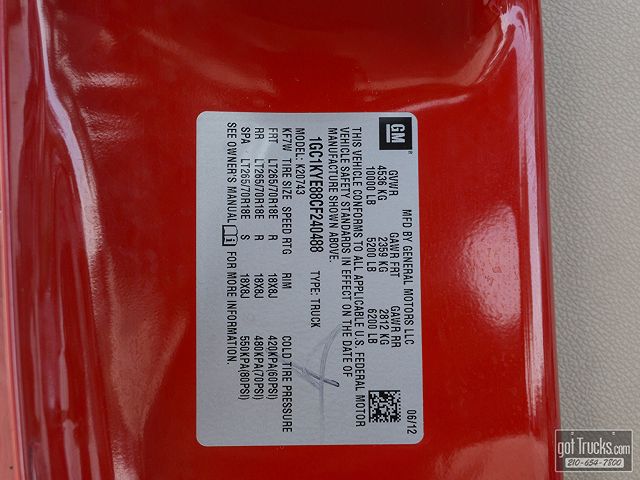 GM ®
MFD BY GENERAL MOTORS LLC 06/12
GVWR GAWR FRT GAWR RR
4536 KG 2359 KG 2812 KG
10000 LB 5200 LB 6200 LB
THIS VEHICLE CONFORMS TO ALL APPLICABLE U.S. FEDERAL MOTOR
VEHICLE SAFETY STANDARDS IN EFFECT ON THE DATE OF
MANUFACTURE SHOWN ABOVE.
1GC1KYE88CF240488 TYPE: TRUCK
MODEL: K20743
KF7W TIRE SIZE SPEED RTG RIM COLD TIRE PRESSURE
FRT LT265/70R18E R 18X8J 420KPA(60PSI)
RR LT265/70R18E R 18X8J 480KPA(70PSI)
SPA LT265/70R18E S 18X8J 550KPA(80PSI)
SEE OWNER'S MANUAL i FOR MORE INFORMATION.
got Trucks.com
210-654-7800